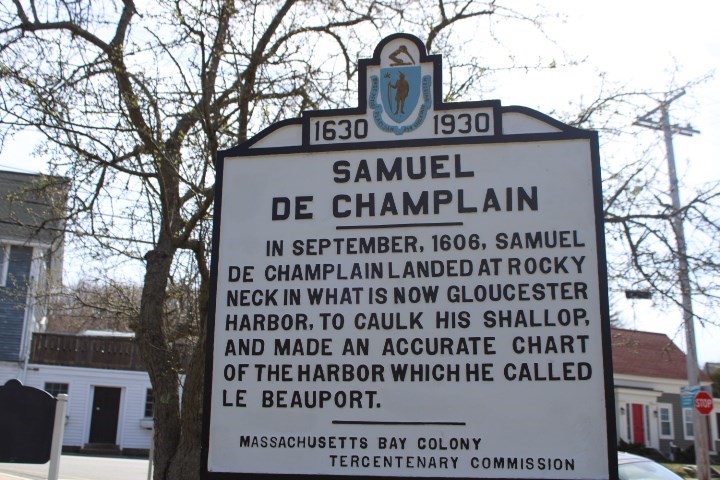 1630 1930
SAMUEL
DE CHAMPLAIN
IN SEPTEMBER, 1606, SAMUEL
DE CHAMPLAIN LANDED AT ROCKY
NECK IN WHAT IS NOW GLOUCESTER
HARBOR, TO CAULK HIS SHALLOP,
AND MADE AN ACCURATE CHART
OF THE HARBOR WHICH HE CALLED
LE BEAUPORT.
MASSACHUSETTS BAY COLONY
TERCENTENARY COMMISSION
STOP